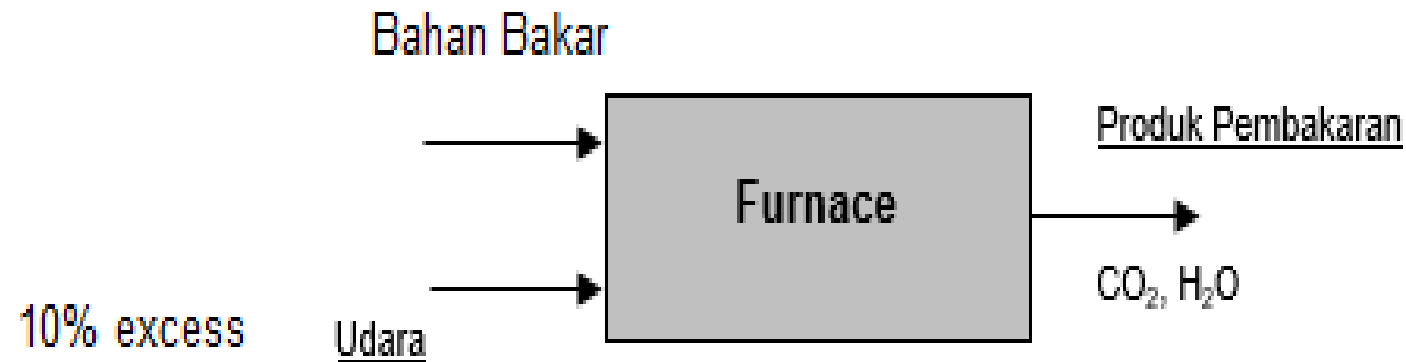 Bahan Bakar
Produk Pembakaran
Furnace
CO₂, H₂O
10% excess
Udara